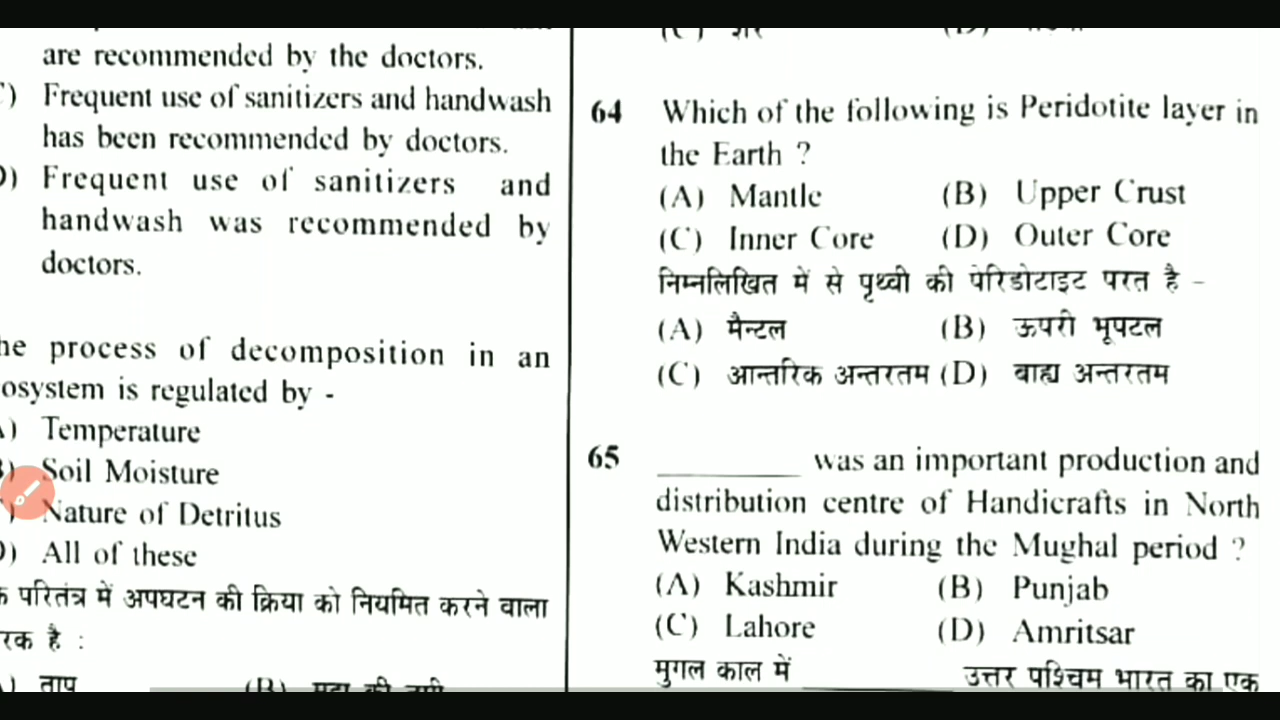 are recommended by the doctors.
) Frequent use of sanitizers and handwash
has been recommended by doctors.
) Frequent use of sanitizers and
handwash was recommended by
doctors.
he process of decomposition in an
osystem is regulated by -
) Temperature
) Soil Moisture
) Nature of Detritus
) All of these
परितंत्र में अपघटन की क्रिया को नियमित करने वाला
रक है :
) ताप
64 Which of the following is Peridotite layer in
the Earth ?
(A) Mantle (B) Upper Crust
(C) Inner Core (D) Outer Core
निम्नलिखित में से पृथ्वी की पेरिडोटाइट परत है -
(A) मैन्टल (B) ऊपरी भूपटल
(C) आन्तरिक अन्तरतम (D) बाह्य अन्तरतम
65 ________ was an important production and
distribution centre of Handicrafts in North
Western India during the Mughal period ?
(A) Kashmir (B) Punjab
(C) Lahore (D) Amritsar
मुगल काल में ________ उत्तर पश्चिम भारत का एक